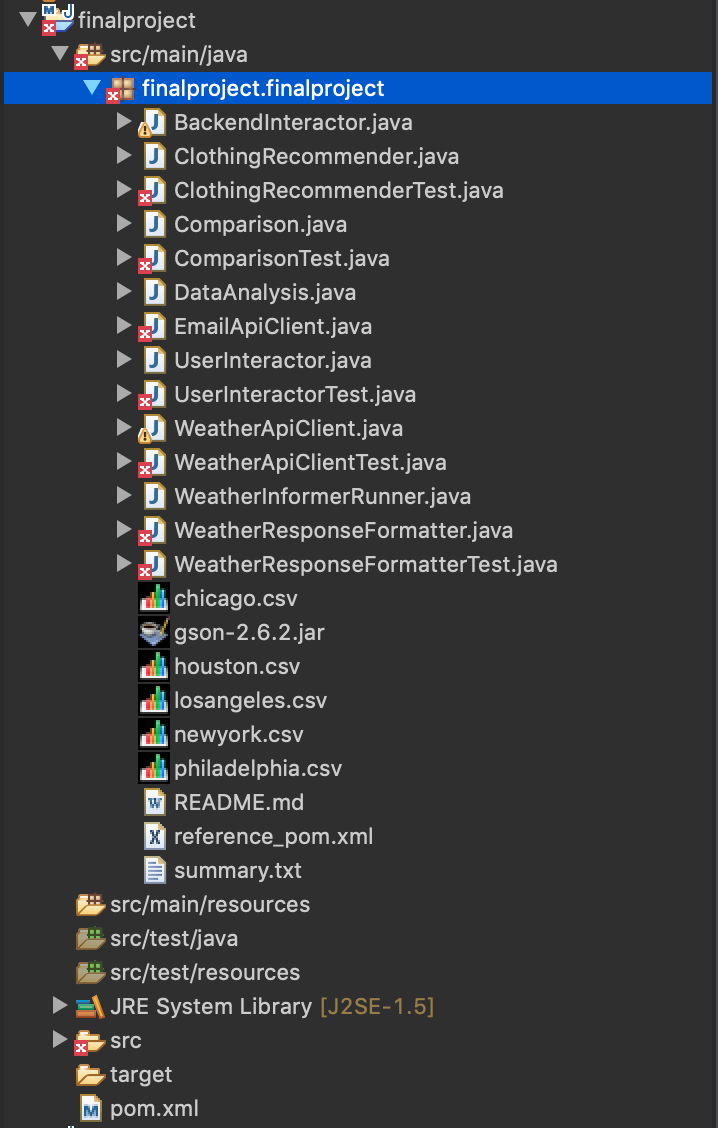 finalproject
src/main/java
finalproject.finalproject
BackendInteractor.java
ClothingRecommender.java
ClothingRecommenderTest.java
Comparison.java
ComparisonTest.java
DataAnalysis.java
EmailApiClient.java
UserInteractor.java
UserInteractorTest.java
WeatherApiClient.java
WeatherApiClientTest.java
WeatherInformerRunner.java
WeatherResponseFormatter.java
WeatherResponseFormatterTest.java
chicago.csv
gson-2.6.2.jar
houston.csv
losangeles.csv
newyork.csv
philadelphia.csv
README.md
reference_pom.xml
summary.txt
src/main/resources
src/test/java
src/test/resources
JRE System Library [J2SE-1.5]
src
target
pom.xml